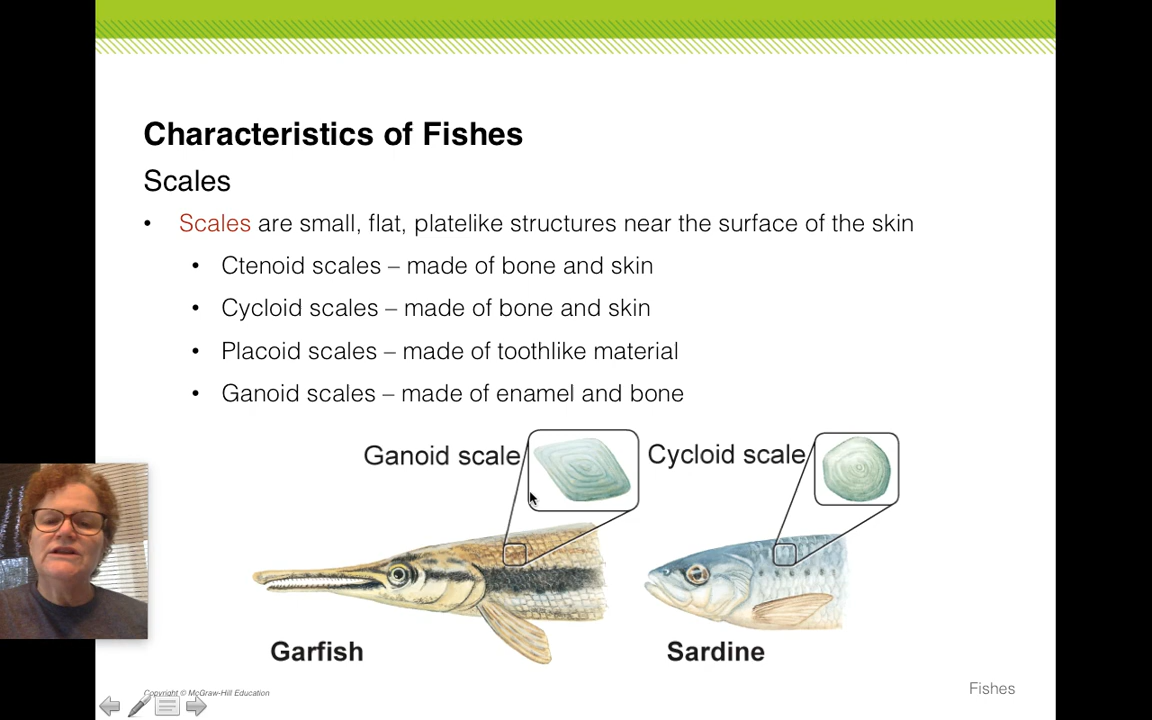 Characteristics of Fishes
Scales
• Scales are small, flat, platelike structures near the surface of the skin
• Ctenoid scales – made of bone and skin
• Cycloid scales – made of bone and skin
• Placoid scales – made of toothlike material
• Ganoid scales – made of enamel and bone
Ganoid scale
Cycloid scale
Garfish
Sardine
Copyright © McGraw-Hill Education
Fishes